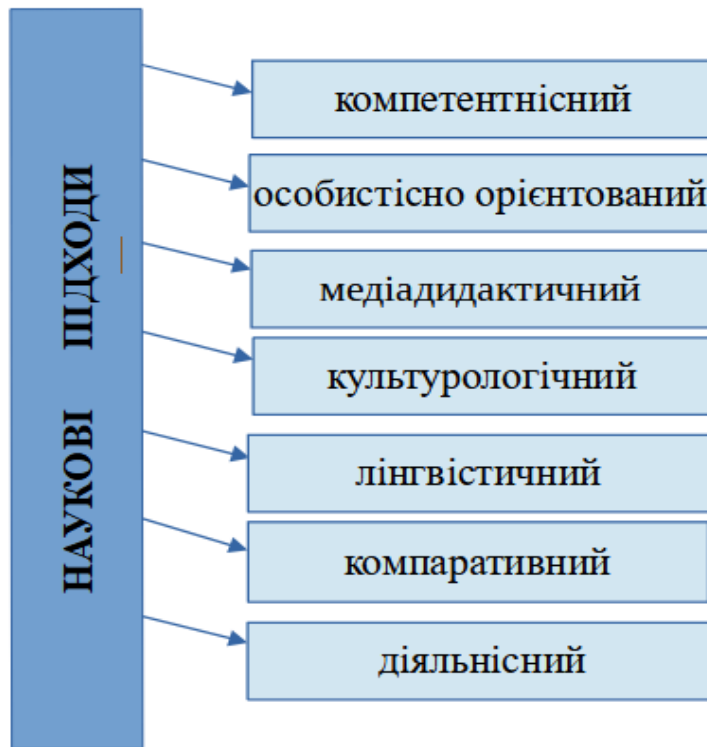 НАУКОВІ ПІДХОДИ
компетентнісний
особистісно орієнтований
медіадидактичний
культурологічний
лінгвістичний
компаративний
діяльнісний